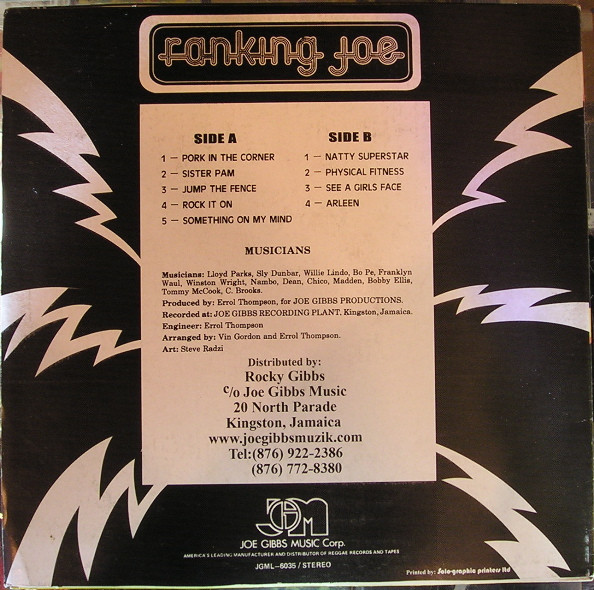 ranking joe
SIDE A
1 – PORK IN THE CORNER
2 – SISTER PAM
3 – JUMP THE FENCE
4 – ROCK IT ON
5 – SOMETHING ON MY MIND
SIDE B
1 – NATTY SUPERSTAR
2 – PHYSICAL FITNESS
3 – SEE A GIRLS FACE
4 – ARLEEN
MUSICIANS
Musicians: Lloyd Parks, Sly Dunbar, Willie Lindo, Bo Pe, Franklyn
Waul, Winston Wright, Nambo, Dean, Chico, Madden, Bobby Ellis,
Tommy McCook, C. Brooks.
Produced by: Errol Thompson, for JOE GIBBS PRODUCTIONS.
Recorded at: JOE GIBBS RECORDING PLANT. Kingston, Jamaica.
Engineer: Errol Thompson
Arranged by: Vin Gordon and Errol Thompson.
Art: Steve Radzi
Distributed by:
Rocky Gibbs
c/o Joe Gibbs Music
20 North Parade
Kingston, Jamaica
www.joegibbsmuzik.com
Tel:(876) 922-2386
(876) 772-8380
JGM
JOE GIBBS MUSIC Corp.
AMERICA'S LEADING MANUFACTURER AND DISTRIBUTOR OF REGGAE RECORDS AND TAPES
JGML-6035 / STEREO
Printed by: Solo-graphic printers ltd